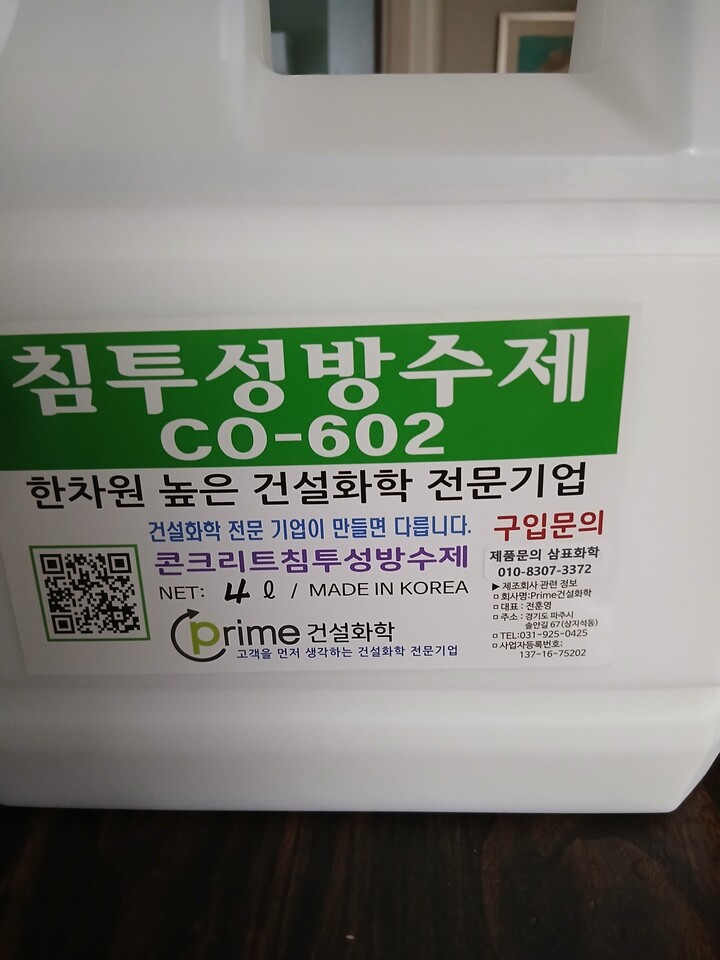 침투성방수제
CO-602
한차원 높은 건설화학 전문기업
건설화학 전문 기업이 만들면 다릅니다.
콘크리트침투성방수제
NET: 4ℓ / MADE IN KOREA
prime 건설화학
고객을 먼저 생각하는 건설화학 전문기업
구입문의
제품문의 삼표화학
010-8307-3372
▶ 제조회사 관련 정보
□ 회사명:Prime건설화학
□ 대표 : 전훈영
□ 주소 : 경기도 파주시
솔안길 67(상지석동)
□ TEL:031-925-0425
□ 사업자등록번호:
137-16-75202